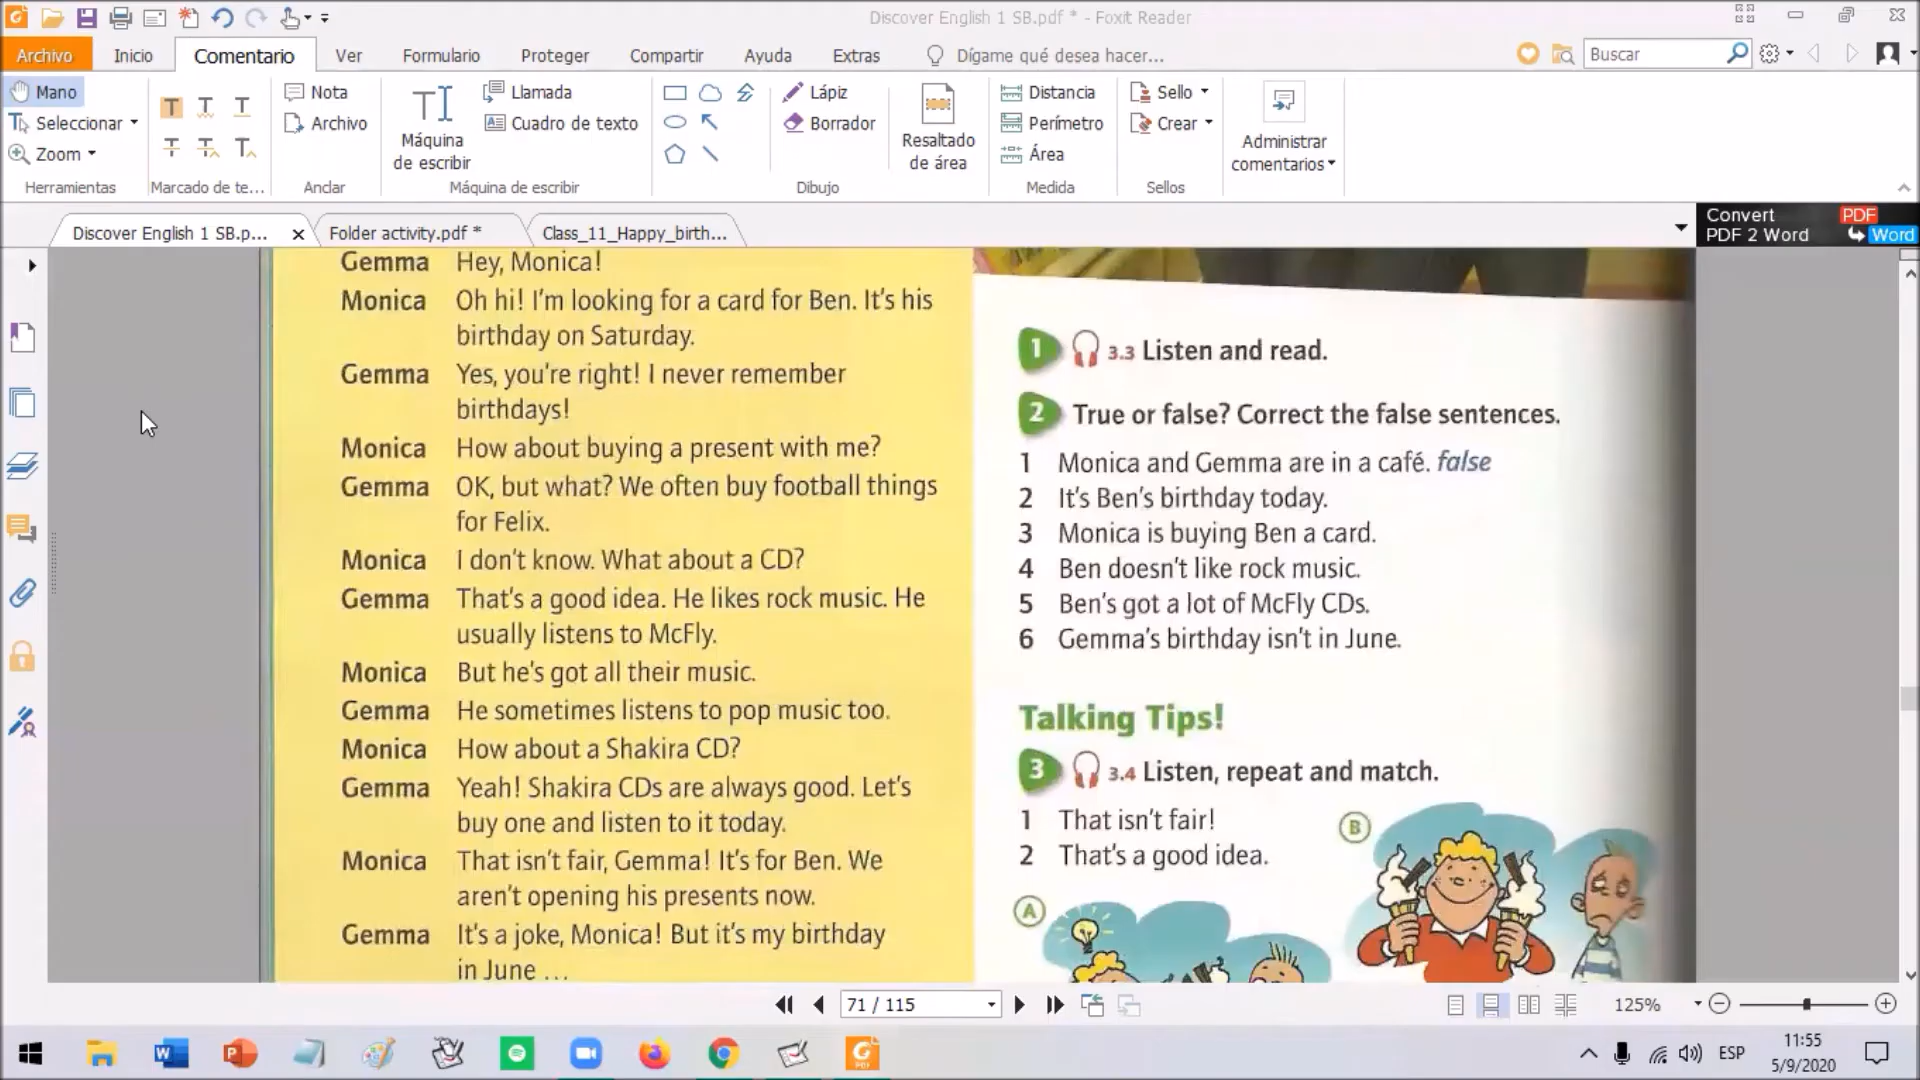 Discover English 1 SB.pdf * - Foxit Reader
Archivo Inicio Comentario Ver Formulario Proteger Compartir Ayuda Extras Dígame qué desea hacer... Buscar
Mano
Seleccionar
Zoom
Herramientas
Marcado de te...
Nota
Archivo
Anclar
Máquina
de escribir
Llamada
Cuadro de texto
Máquina de escribir
Lápiz
Borrador
Dibujo
Resaltado
de área
Distancia
Perímetro
Área
Medida
Sello
Crear
Sellos
Administrar
comentarios
Discover English 1 SB.p... Folder activity.pdf * Class_11_Happy_birth...
Convert PDF
PDF 2 Word Word
Gemma Hey, Monica!
Monica Oh hi! I'm looking for a card for Ben. It's his
birthday on Saturday.
Gemma Yes, you're right! I never remember
birthdays!
Monica How about buying a present with me?
Gemma OK, but what? We often buy football things
for Felix.
Monica I don't know. What about a CD?
Gemma That's a good idea. He likes rock music. He
usually listens to McFly.
Monica But he's got all their music.
Gemma He sometimes listens to pop music too.
Monica How about a Shakira CD?
Gemma Yeah! Shakira CDs are always good. Let's
buy one and listen to it today.
Monica That isn't fair, Gemma! It's for Ben. We
aren't opening his presents now.
Gemma It's a joke, Monica! But it's my birthday
in June ...
1 3.3 Listen and read.
2 True or false? Correct the false sentences.
1 Monica and Gemma are in a café. false
2 It's Ben's birthday today.
3 Monica is buying Ben a card.
4 Ben doesn't like rock music.
5 Ben's got a lot of McFly CDs.
6 Gemma's birthday isn't in June.
Talking Tips!
3 3.4 Listen, repeat and match.
1 That isn't fair!
2 That's a good idea.
B
A
71 / 115
125%
ESP
11:55
5/9/2020